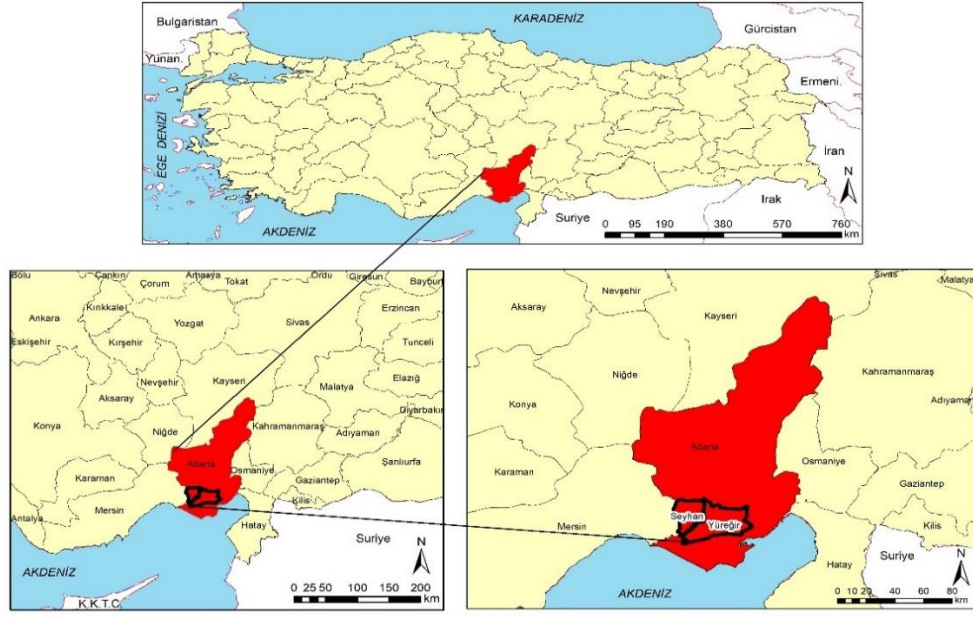 KARADENİZ
Bulgaristan
Gürcistan
Yunan.
Ermeni.
EGE DENİZİ
İran
N
Irak
Suriye
AKDENİZ
0 95 190 380 570 760
km
Bolu
Çankırı
Amasya
Ordu
Giresun
Çorum
Tokat
Bayburt
Kırıkkale
Erzincan
Ankara
Yozgat
Sivas
Eskişehir
Kırşehir
Tunceli
Nevşehir
Kayseri
Malatya
Elazığ
Aksaray
Diyarbakır
Konya
Niğde
Kahramanmaraş
Adıyaman
Adana
Osmaniye
Şanlıurfa
Karaman
Gaziantep
Kilis
Antalya
Mersin
Hatay
Suriye
N
AKDENİZ
0 25 50 100 150 200
km
K.K.T.C
Sivas
Malatya
Nevşehir
Kayseri
Aksaray
Niğde
Kahramanmaraş
Konya
Adıyaman
Adana
Karaman
Osmaniye
Gaziantep
Seyhan
Yüreğir
Mersin
Kilis
Suriye
N
Hatay
AKDENİZ
0 10 20 40 60 80
km